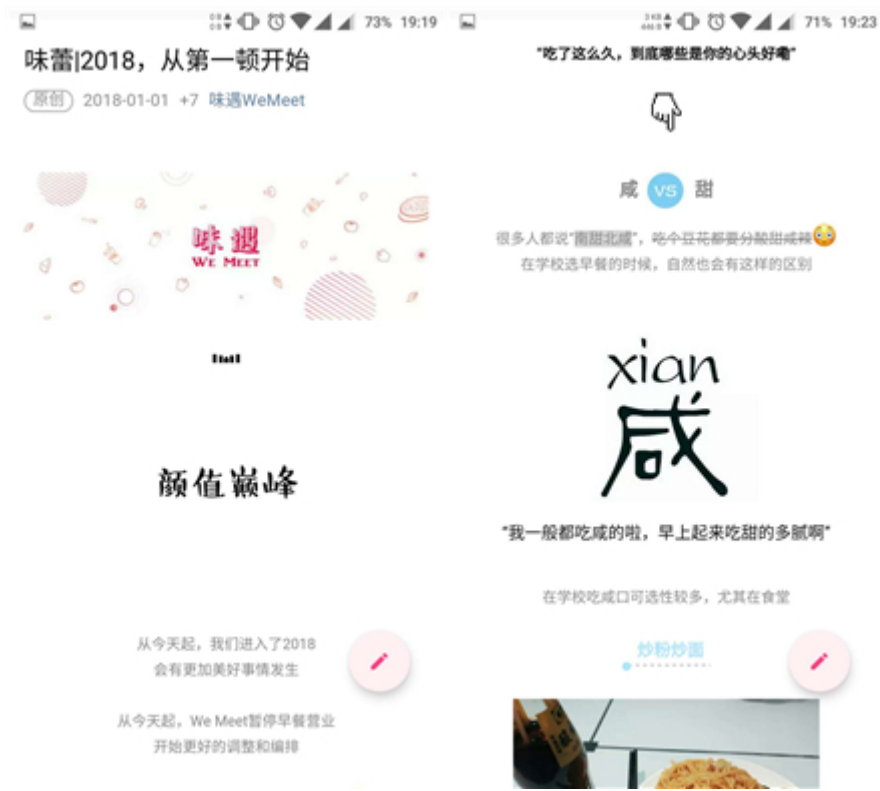 73% 19:19
味蕾|2018，从第一顿开始
原创 2018-01-01 +7 味遇WeMeet
味遇
WE MEET
颜值巅峰
从今天起，我们进入了2018
会有更加美好事情发生
从今天起，We Meet暂停早餐营业
开始更好的调整和编排
71% 19:23
“吃了这么久，到底哪些是你的心头好嘞”
咸 VS 甜
很多人都说“南甜北咸”，吃个豆花都要分酸甜咸辣
在学校选早餐的时候，自然也会有这样的区别
xian
咸
“我一般都吃咸的啦，早上起来吃甜的多腻啊”
在学校吃咸口可选性较多，尤其在食堂
炒粉炒面